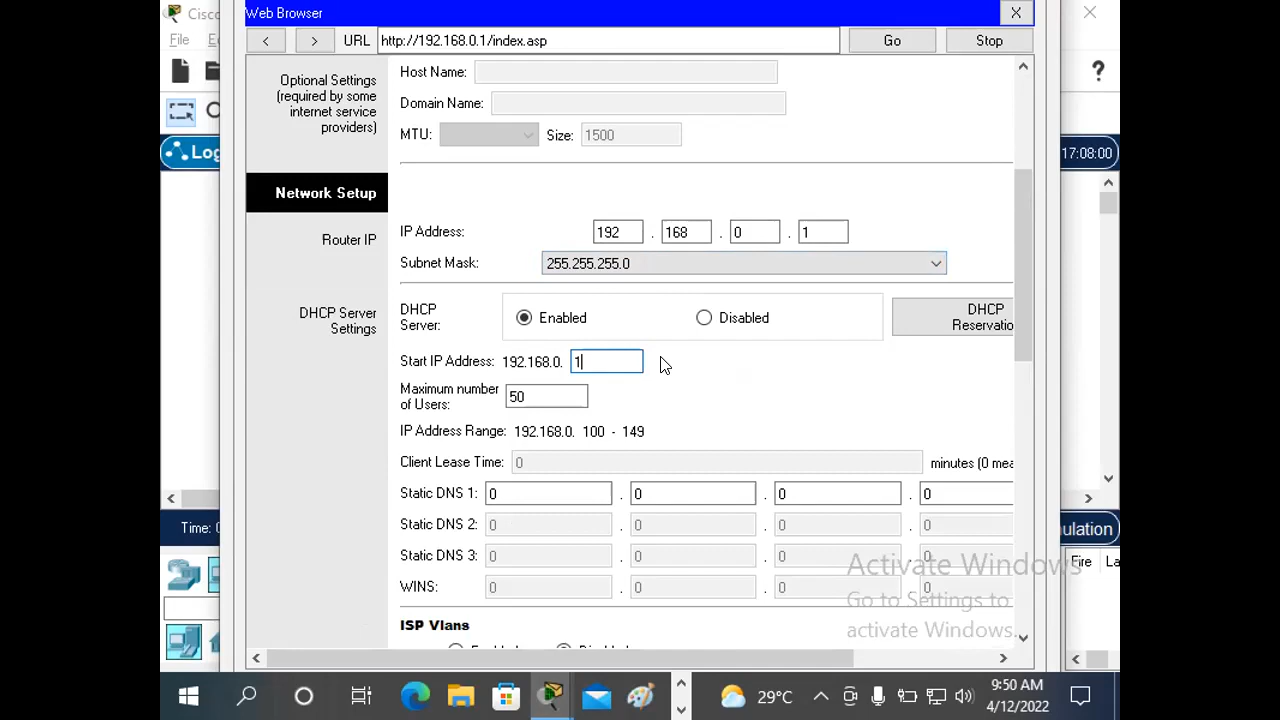 Cisco
Web Browser
X
File
< > URL http://192.168.0.1/index.asp Go Stop
Optional Settings
(required by some
internet service
providers)
Host Name:
Domain Name:
MTU: Size: 1500
?
Log
17:08:00
Network Setup
Router IP
IP Address: 192 . 168 . 0 . 1
Subnet Mask: 255.255.255.0
DHCP Server
Settings
DHCP
Server:
Enabled Disabled
DHCP
Reservatio
Start IP Address: 192.168.0. 1
Maximum number
of Users: 50
IP Address Range: 192.168.0. 100 - 149
Client Lease Time: 0 minutes (0 mea
Static DNS 1: 0 . 0 . 0 . 0
Static DNS 2: 0 . 0 . 0 . 0
Static DNS 3: 0 . 0 . 0 . 0
WINS: 0 . 0 . 0 . 0
ISP Vlans
Time: 0
ulation
Fire La
Activate Windows
Go to Settings to
activate Windows.
29°C
9:50 AM
4/12/2022